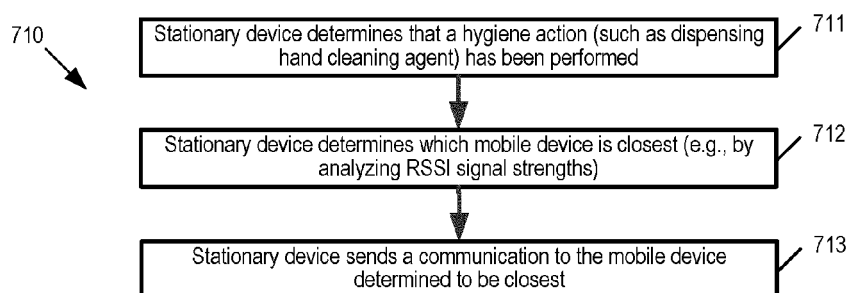 710
Stationary device determines that a hygiene action (such as dispensing
hand cleaning agent) has been performed
711
Stationary device determines which mobile device is closest (e.g., by
analyzing RSSI signal strengths)
712
Stationary device sends a communication to the mobile device
determined to be closest
713